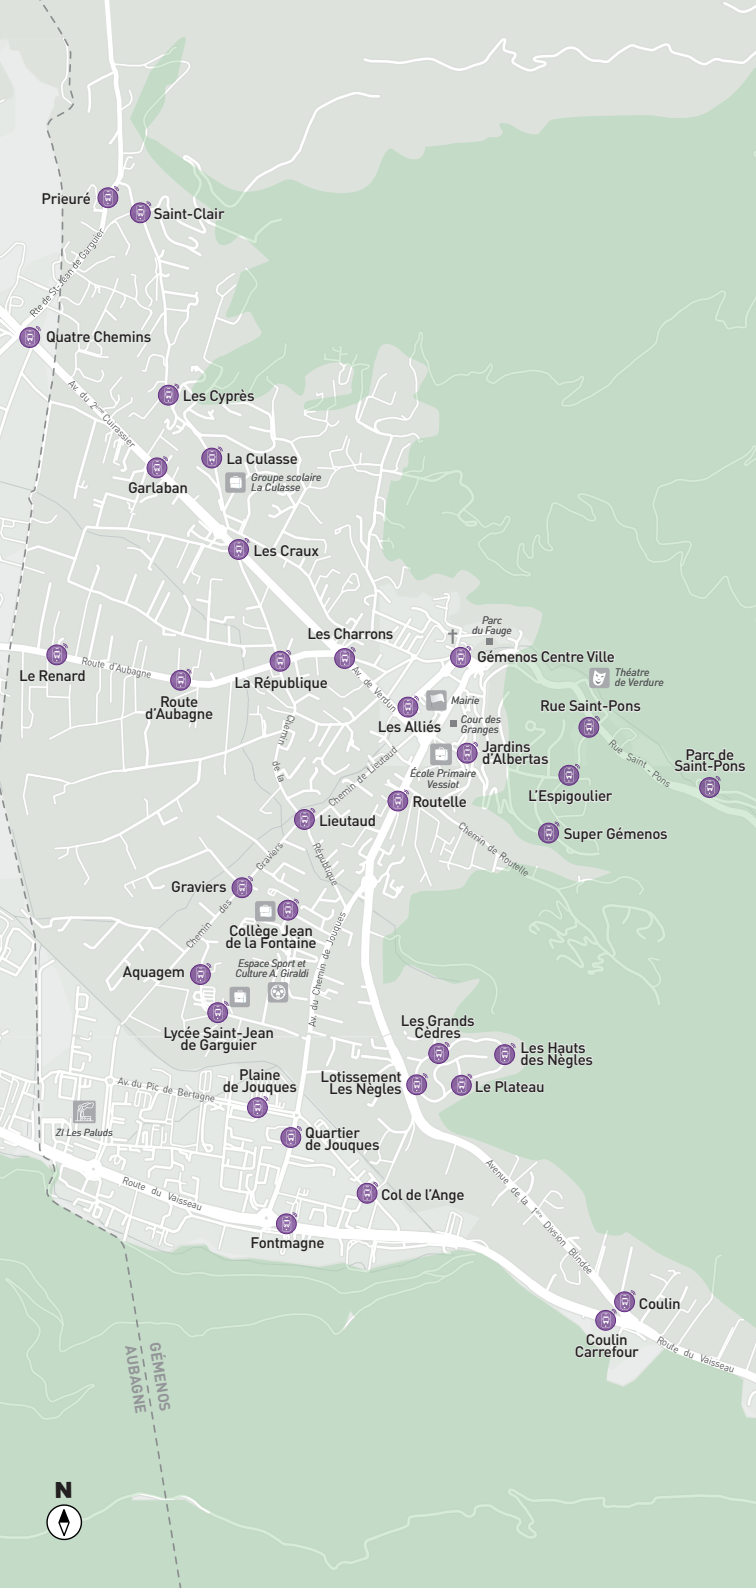 Prieuré
Saint-Clair
Rte de St-Jean de Garguier
Quatre Chemins
Av. du 2ème Cuirassier
Les Cyprès
La Culasse
Groupe scolaire
La Culasse
Garlaban
Les Craux
Les Charrons
Parc
du Fauge
Gémenos Centre Ville
Le Renard
Route d'Aubagne
La République
Route
d'Aubagne
Av. de Verdun
Mairie
Théatre
de Verdure
Rue Saint-Pons
Les Alliés
Cour des
Granges
Jardins
d'Albertas
Rue Saint - Pons
Parc de
Saint-Pons
École Primaire
Vessiot
L'Espigoulier
Chemin de la République
Chemin de Lieutaud
Routelle
Lieutaud
Super Gémenos
Chemin de Routelle
Graviers
Chemin des Graviers
Collège Jean
de la Fontaine
Aquagem
Espace Sport et
Culture A. Giraldi
Av. du Chemin de Jouques
Lycée Saint-Jean
de Garguier
Les Grands
Cèdres
Les Hauts
des Nègles
Lotissement
Les Nègles
Le Plateau
Plaine
de Jouques
Av. du Pic de Bertagne
ZI Les Paluds
Quartier
de Jouques
Route du Vaisseau
Col de l'Ange
Avenue de la 1ère Divsion Blindée
Fontmagne
Coulin
Coulin
Carrefour
Route du Vaisseau
GÉMENOS
AUBAGNE
N